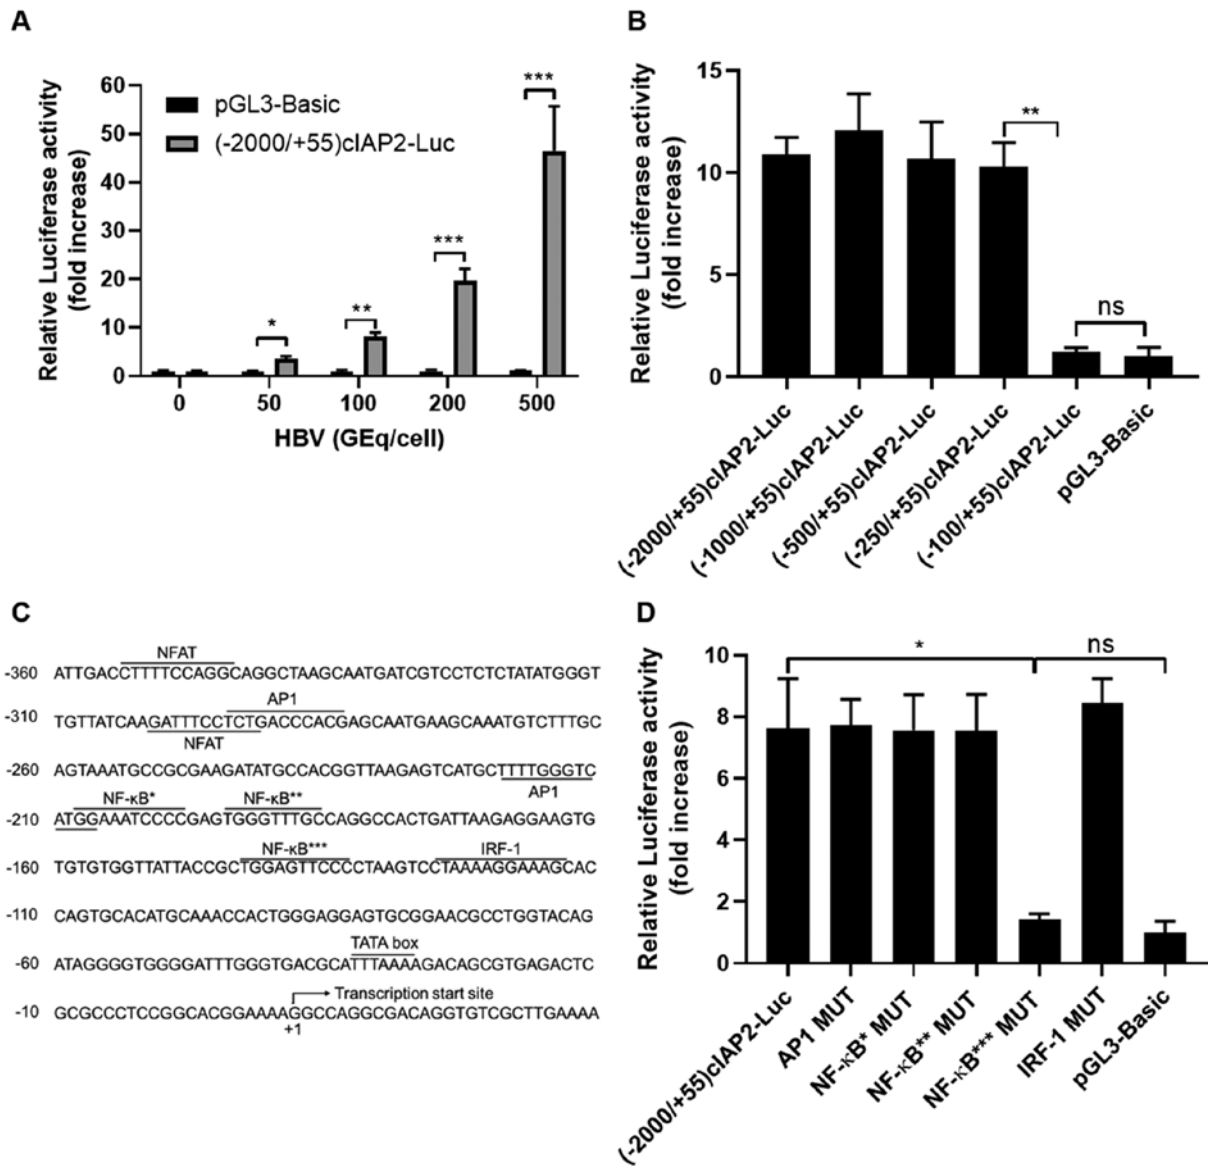 A
Relative Luciferase activity
(fold increase)
60
50
40
30
20
10
0
pGL3-Basic
(-2000/+55)cIAP2-Luc
*
**
***
***
0 50 100 200 500
HBV (GEq/cell)
B
Relative Luciferase activity
(fold increase)
15
10
5
0
**
ns
(-2000/+55)cIAP2-Luc
(-1000/+55)cIAP2-Luc
(-500/+55)cIAP2-Luc
(-250/+55)cIAP2-Luc
(-100/+55)cIAP2-Luc
pGL3-Basic
C
NFAT
-360 ATTGACCTTTTCCAGGCAGGCTAAGCAATGATCGTCCTCTCTATATGGGT
AP1
-310 TGTTATCAAGATTTCCTCTGACCCACGAGCAATGAAGCAAATGTCTTTGC
NFAT
-260 AGTAAATGCCGCGAAGATATGCCACGGTTAAGAGTCATGCTTTTGGGTC
AP1
NF-κB* NF-κB**
-210 ATGGAAATCCCCGAGTGGGTTTGCCAGGCCACTGATTAAGAGGAAGTG
NF-κB*** IRF-1
-160 TGTGTGGTTATTACCGCTGGAGTTCCCCTAAGTCCTAAAAGGAAAGCAC
-110 CAGTGCACATGCAAACCACTGGGAGGAGTGCGGAACGCCTGGTACAG
TATA box
-60 ATAGGGGTGGGGATTTGGGTGACGCATTTAAAAGACAGCGTGAGACTC
Transcription start site
-10 GCGCCCTCCGGCACGGAAAAGGCCAGGCGACAGGTGTCGCTTGAAAA
+1
D
Relative Luciferase activity
(fold increase)
10
8
6
4
2
0
*
ns
(-2000/+55)cIAP2-Luc
AP1 MUT
NF-κB* MUT
NF-κB** MUT
NF-κB*** MUT
IRF-1 MUT
pGL3-Basic